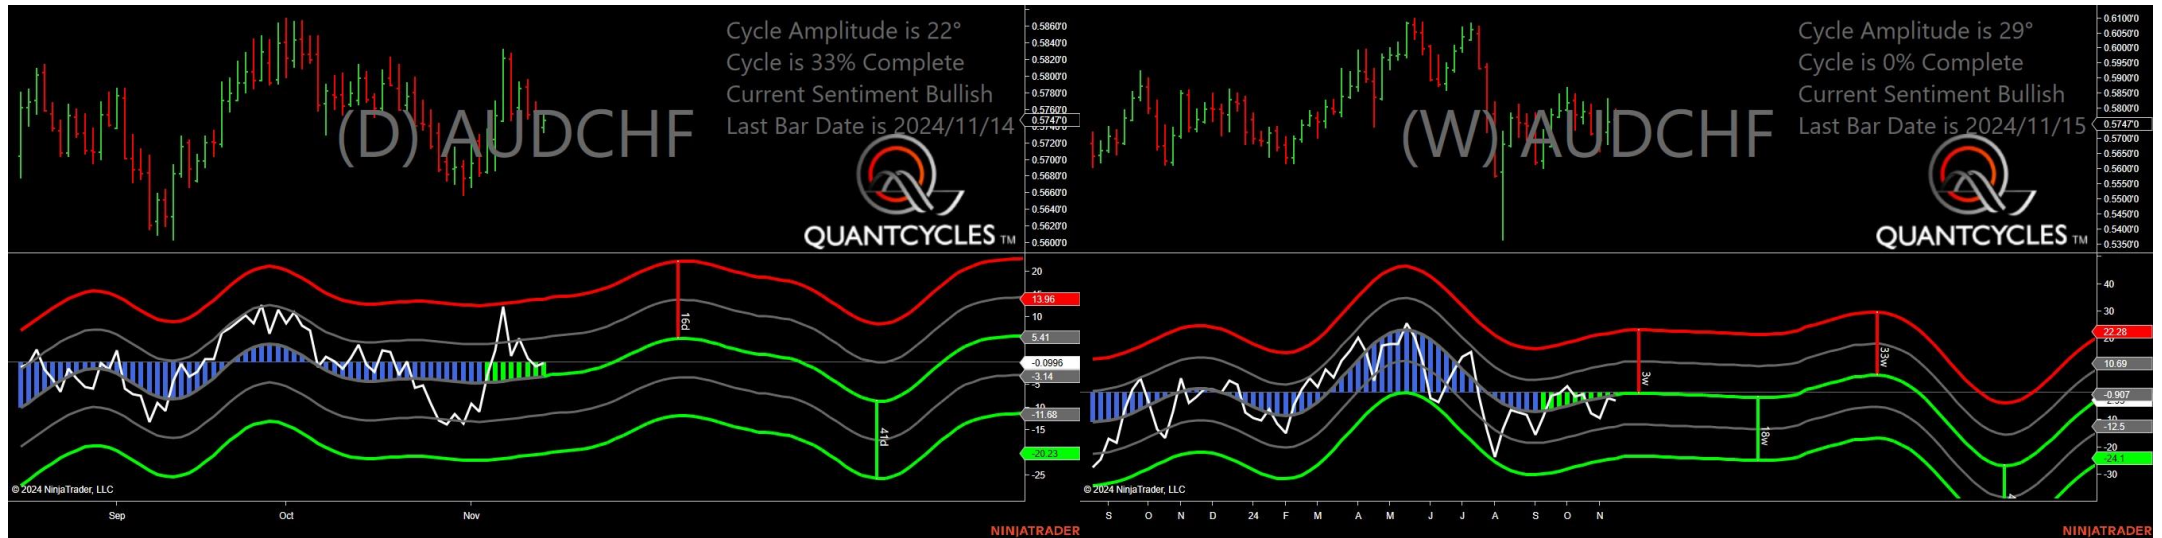 Cycle Amplitude is 22°
Cycle is 33% Complete
Current Sentiment Bullish
Last Bar Date is 2024/11/14
(D) AUDCHF
QUANTCYCLES TM
0.5860'0
0.5840'0
0.5820'0
0.5800'0
0.5780'0
0.5760'0
0.5747'0
0.5720'0
0.5700'0
0.5680'0
0.5660'0
0.5640'0
0.5620'0
0.5600'0
20
13.96
10
5.41
-0.0996
-3.14
-5
-11.68
-15
-20.23
-25
16d
41d
© 2024 NinjaTrader, LLC
Sep
Oct
Nov
NINJATRADER
Cycle Amplitude is 29°
Cycle is 0% Complete
Current Sentiment Bullish
Last Bar Date is 2024/11/15
(W) AUDCHF
QUANTCYCLES TM
0.6100'0
0.6050'0
0.6000'0
0.5950'0
0.5900'0
0.5850'0
0.5800'0
0.5747'0
0.5700'0
0.5650'0
0.5600'0
0.5550'0
0.5500'0
0.5450'0
0.5400'0
0.5350'0
40
30
22.28
20
10.69
-0.907
-10
-12.5
-20
-24.1
-30
3w
18w
33w
4
© 2024 NinjaTrader, LLC
S O N D 24 F M A M J J A S O N
NINJATRADER